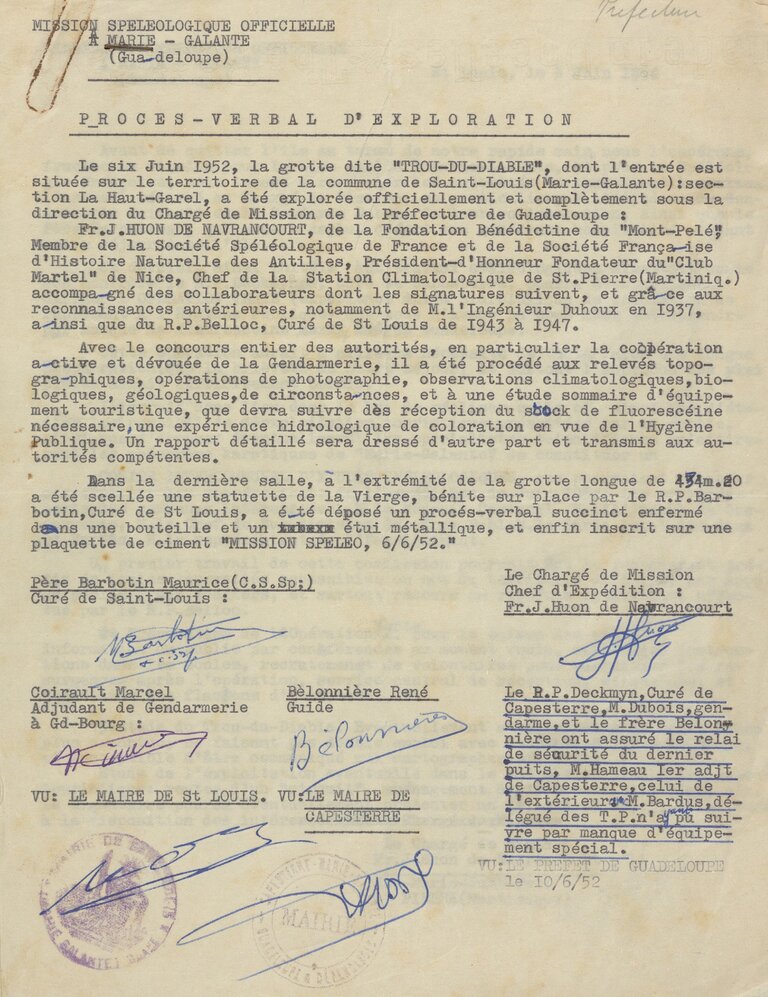 Préfecture
MISSION SPELEOLOGIQUE OFFICIELLE
A MARIE - GALANTE
(Guadeloupe)
PROCES-VERBAL D'EXPLORATION
Le six Juin I952, la grotte dite "TROU-DU-DIABLE", dont l'entrée est
située sur le territoire de la commune de Saint-Louis(Marie-Galante):sec-
tion La Haut-Garel, a été explorée officiellement et complètement sous la
direction du Chargé de Mission de la Préfecture de Guadeloupe :
Fr.J.HUON DE NAVRANCOURT, de la Fondation Bénédictine du "Mont-Pelé",
Membre de la Société Spéléologique de France et de la Société Française
d'Histoire Naturelle des Antilles, Président-d'Honneur Fondateur du"Club
Martel" de Nice, Chef de la Station Climatologique de St.Pierre(Martiniq.)
accompagné des collaborateurs dont les signatures suivent, et grâce aux
reconnaissances antérieures, notamment de M.l'Ingénieur Duhoux en I937,
ainsi que du R.P.Belloc, Curé de St Louis de I943 à I947.
Avec le concours entier des autorités, en particulier la coopération
active et dévouée de la Gendarmerie, il a été procédé aux relevés topo-
graphiques, opérations de photographie, observations climatologiques,bio-
logiques, géologiques,de circonstances, et à une étude sommaire d'équipe-
ment touristique, que devra suivre dès réception du stock de fluorescéine
nécessaire,une expérience hidrologique de coloration en vue de l'Hygiène
Publique. Un rapport détaillé sera dressé d'autre part et transmis aux au-
torités compétentes.
Dans la dernière salle, à l'extrémité de la grotte longue de 434m.20
a été scellée une statuette de la Vierge, bénite sur place par le R.P.Bar-
botin,Curé de St Louis, a été déposé un procés-verbal succinct enfermé
dans une bouteille et un étui métallique, et enfin inscrit sur une
plaquette de ciment "MISSION SPELEO, 6/6/52."
Père Barbotin Maurice(C.S.Sp;)
Curé de Saint-Louis :
Le Chargé de Mission
Chef d'Expédition :
Fr.J.Huon de Navrancourt
M Barbotin
c.s.sp
JHuon
Coirault Marcel
Adjudant de Gendarmerie
à Gd-Bourg :
Bèlonnière René
Guide
Bèlonnière
Le R.P.Deckmyn,Curé de
Capesterre,M.Dubois,gen-
darme,et le frère Belon-
nière ont assuré le relai
de sécurité du dernier
puits, M.Hameau Ier adjt
de Capesterre,celui de
l'extérieur. M.Bardus,dé-
légué des T.P.n'ayant pu sui-
vre par manque d'équipe-
ment spécial.
VU: LE MAIRE DE St LOUIS.
VU:LE MAIRE DE
CAPESTERRE
VU:LE PREFET DE GUADELOUPE
le I0/6/52
MAIRIE